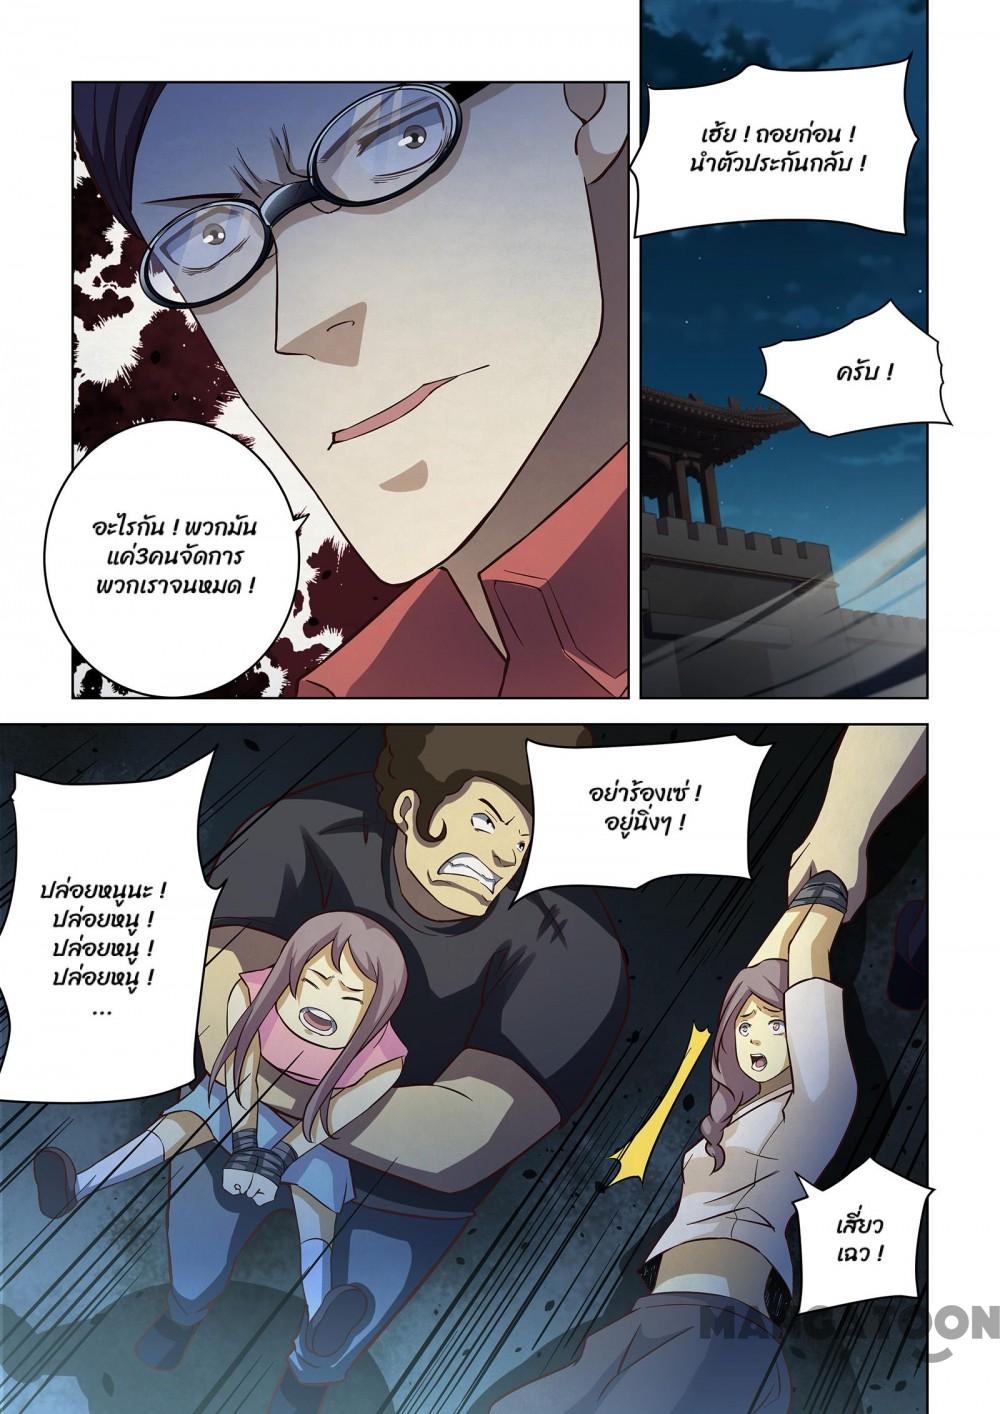 เฮ้ย ! ถอยก่อน !
นำตัวประกันกลับ !
ครับ !
อะไรกัน ! พวกมัน
แค่3คนจัดการ
พวกเราจนหมด !
อย่าร้องเซ่ !
อยู่นิ่งๆ !
ปล่อยหนูนะ !
ปล่อยหนู !
ปล่อยหนู !
ปล่อยหนู !
...
เสี่ยว
เฉว !
MANGATOON